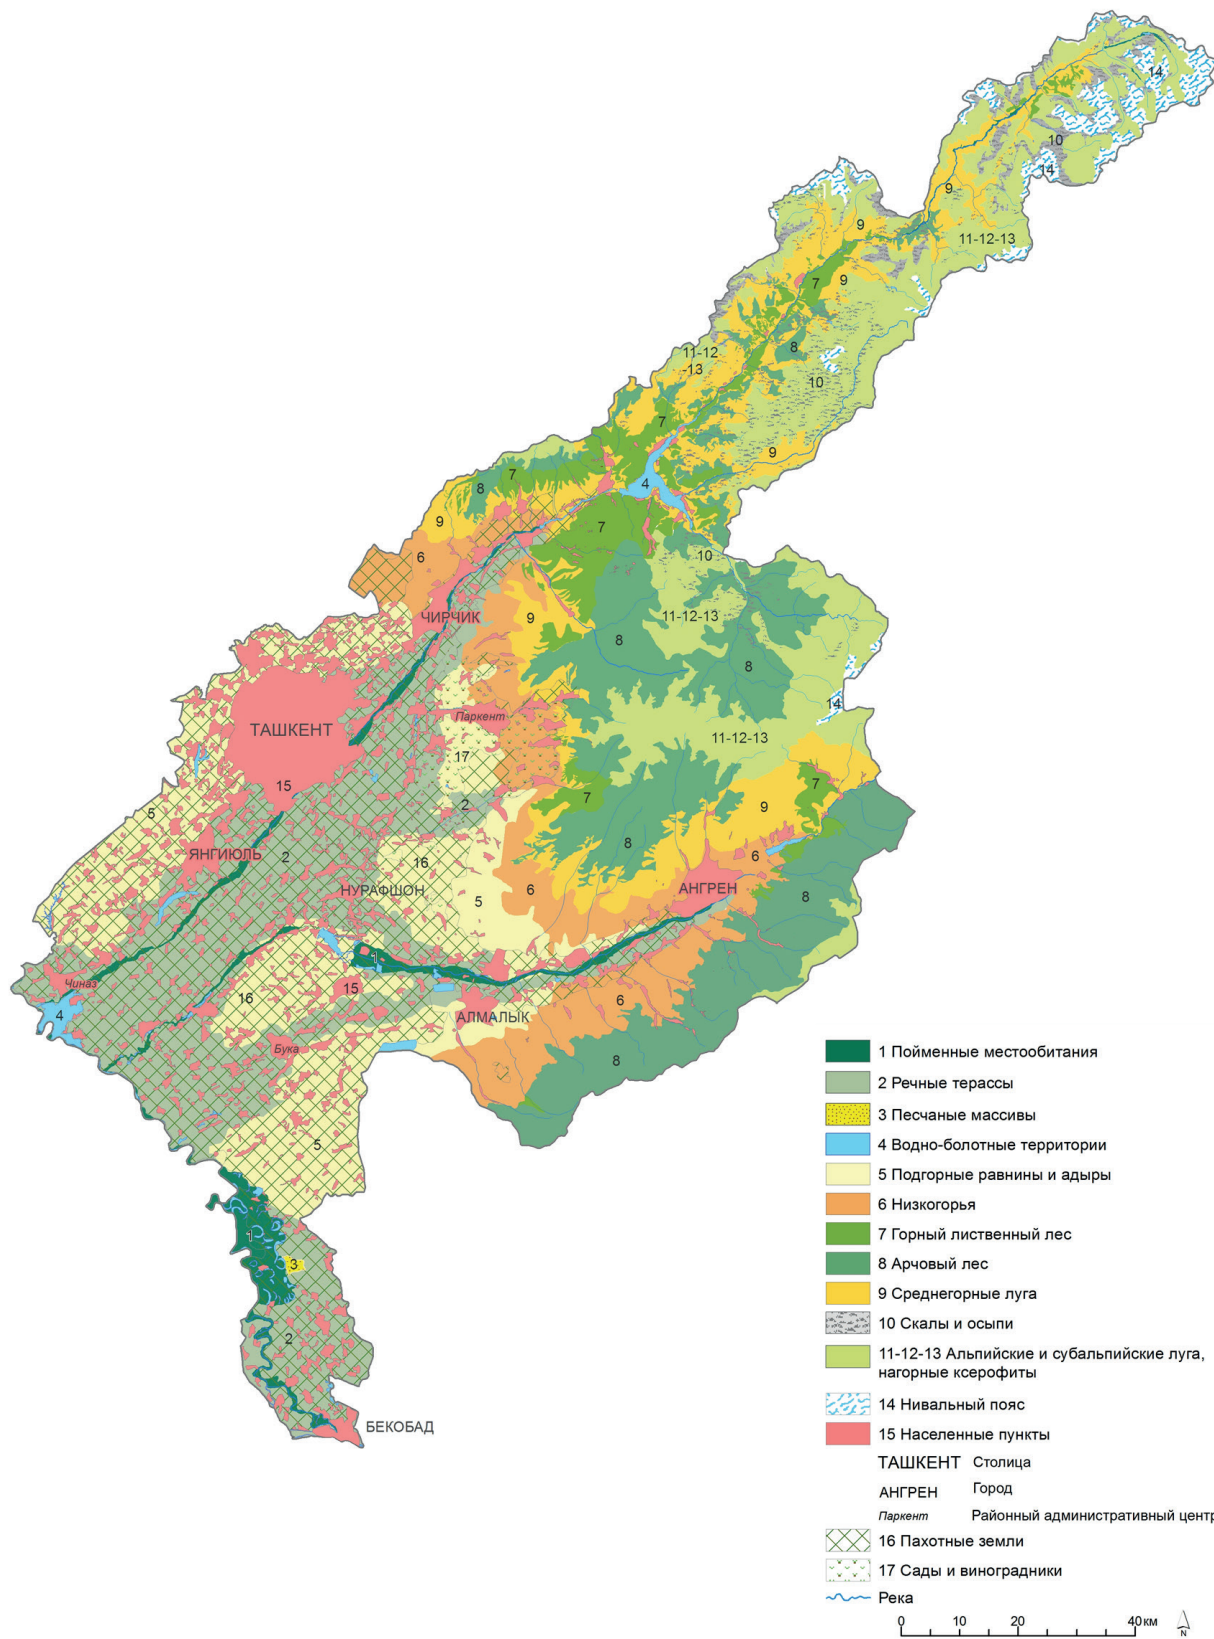 14
10
14
9
9
11-12-13
7
9
8
11-12
-13
10
7
9
7
8
4
9
7
6
10
ЧИРЧИК
9
11-12-13
8
8
Паркент
14
ТАШКЕНТ
11-12-13
17
15
7
7
2
9
5
ЯНГИЮЛЬ
2
16
8
6
НУРАФШОН
АНГРЕН
6
8
5
1
Чиназ
15
16
6
4
АЛМАЛЫК
Бука
8
5
1
3
2
БЕКОБАД
1 Пойменные местообитания
2 Речные террасы
3 Песчаные массивы
4 Водно-болотные территории
5 Подгорные равнины и адыры
6 Низкогорья
7 Горный лиственный лес
8 Арчовый лес
9 Среднегорные луга
10 Скалы и осыпи
11-12-13 Альпийские и субальпийские луга,
нагорные ксерофиты
14 Нивальный пояс
15 Населенные пункты
ТАШКЕНТ Столица
АНГРЕН Город
Паркент Районный административный центр
16 Пахотные земли
17 Сады и виноградники
Река
0 10 20 40 км
N